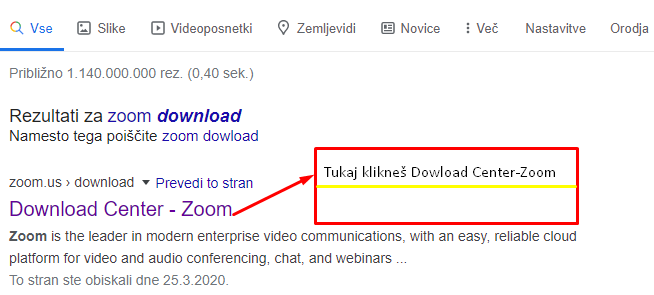 Vse Slike Videoposnetki Zemljevidi Novice Več Nastavitve Orodja
Približno 1.140.000.000 rez. (0,40 sek.)
Rezultati za zoom download
Namesto tega poiščite zoom dowload
Tukaj klikneš Dowload Center-Zoom
zoom.us › download Prevedi to stran
Download Center - Zoom
Zoom is the leader in modern enterprise video communications, with an easy, reliable cloud
platform for video and audio conferencing, chat, and webinars ...
To stran ste obiskali dne 25.3.2020.